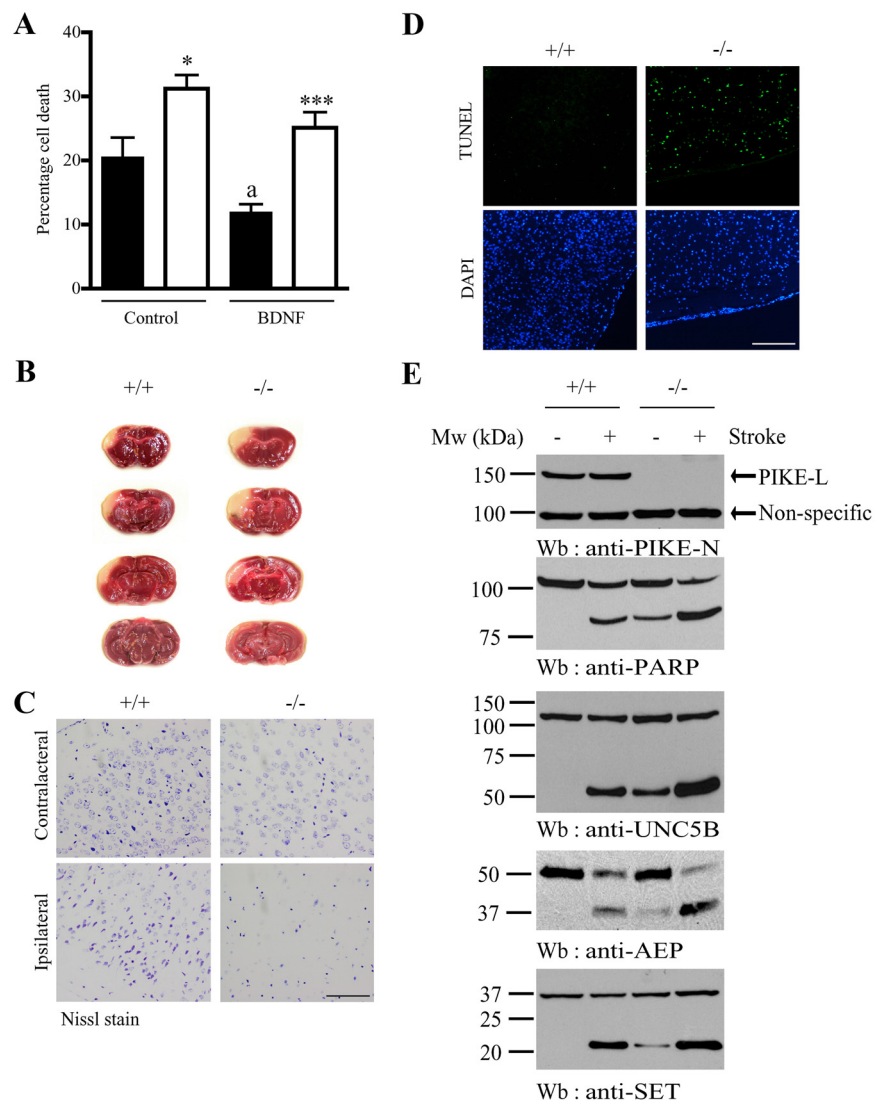 A
Percentage cell death
40
30
20
10
0
*
a
***
Control
BDNF
B
+/+
-/-
C
+/+
-/-
Contralacteral
Ipsilateral
Nissl stain
D
+/+
-/-
TUNEL
DAPI
E
+/+
-/-
Mw (kDa)
-
+
-
+
Stroke
150
PIKE-L
100
Non-specific
Wb : anti-PIKE-N
100
75
Wb : anti-PARP
150
100
75
50
Wb : anti-UNC5B
50
37
Wb : anti-AEP
37
25
20
Wb : anti-SET